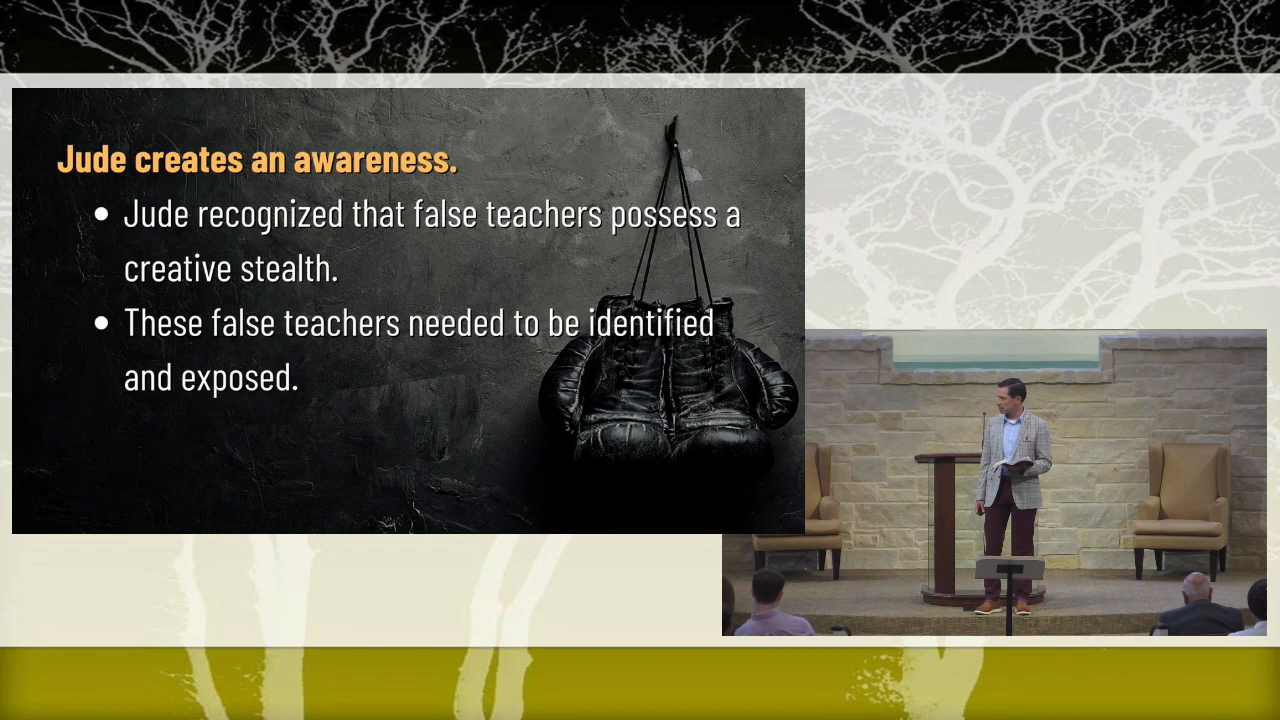 Jude creates an awareness.
• Jude recognized that false teachers possess a
creative stealth.
• These false teachers needed to be identified
and exposed.